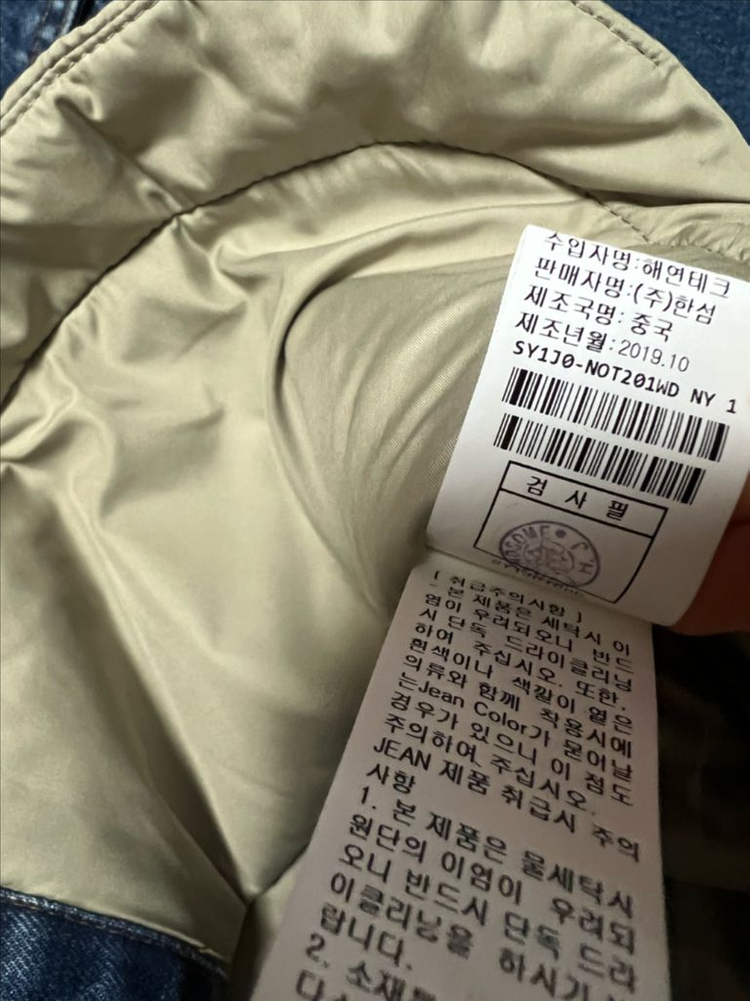 수입자명:해연테크
판매자명:(주)한섬
제조국명: 중국
제조년월:2019.10
SY1J0-NOT201WD NY 1
검 사 필
[ 취급주의사항 ]
본 제품은 세탁시 이
염이 우려되오니 반드
시 단독 드라이클리닝
하여 주십시오. 또한,
흰색이나 색깔이 옅은
의류와 함께 착용시에
는Jean Color가 묻어날
경우가 있으니 이 점도
주의하여 주십시오.
JEAN 제품 취급시 주의
사항
1. 본 제품은 물세탁시
원단의 이염이 우려되
오니 반드시 단독 드라
이클리닝을 하시기
랍니다.
2. 소재